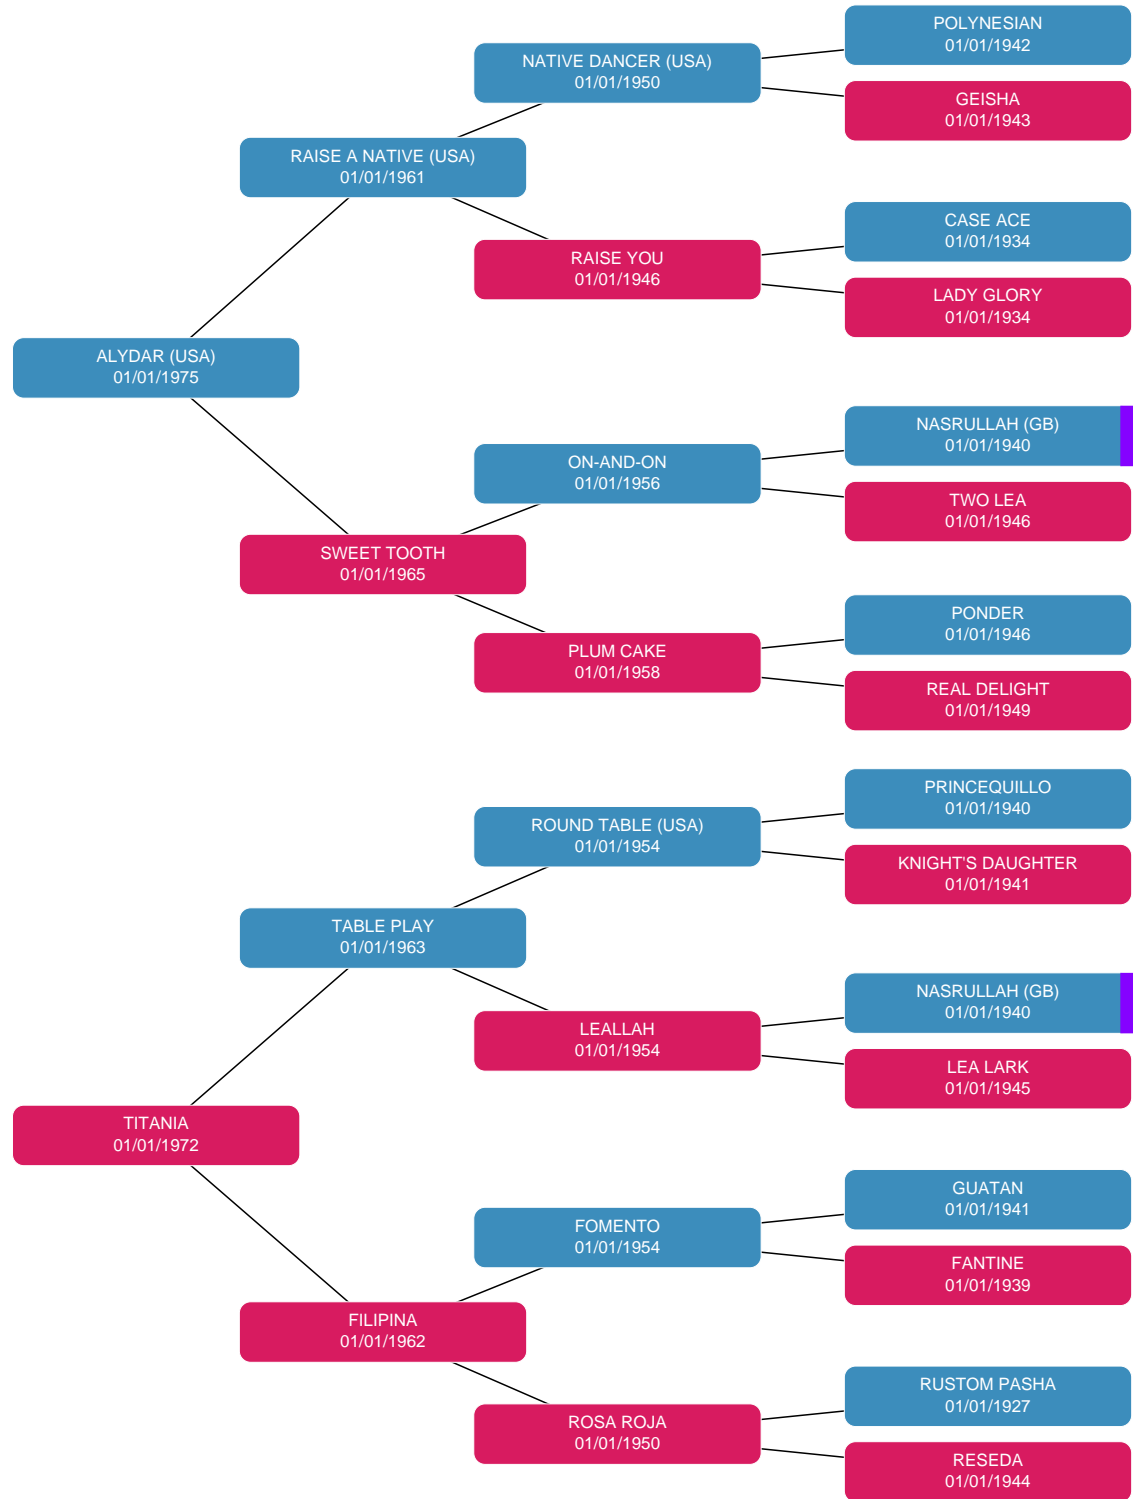 POLYNESIAN
01/01/1942
NATIVE DANCER (USA)
01/01/1950
GEISHA
01/01/1943
RAISE A NATIVE (USA)
01/01/1961
CASE ACE
01/01/1934
RAISE YOU
01/01/1946
LADY GLORY
01/01/1934
ALYDAR (USA)
01/01/1975
NASRULLAH (GB)
01/01/1940
ON-AND-ON
01/01/1956
TWO LEA
01/01/1946
SWEET TOOTH
01/01/1965
PONDER
01/01/1946
PLUM CAKE
01/01/1958
REAL DELIGHT
01/01/1949
PRINCEQUILLO
01/01/1940
ROUND TABLE (USA)
01/01/1954
KNIGHT'S DAUGHTER
01/01/1941
TABLE PLAY
01/01/1963
NASRULLAH (GB)
01/01/1940
LEALLAH
01/01/1954
LEA LARK
01/01/1945
TITANIA
01/01/1972
GUATAN
01/01/1941
FOMENTO
01/01/1954
FANTINE
01/01/1939
FILIPINA
01/01/1962
RUSTOM PASHA
01/01/1927
ROSA ROJA
01/01/1950
RESEDA
01/01/1944